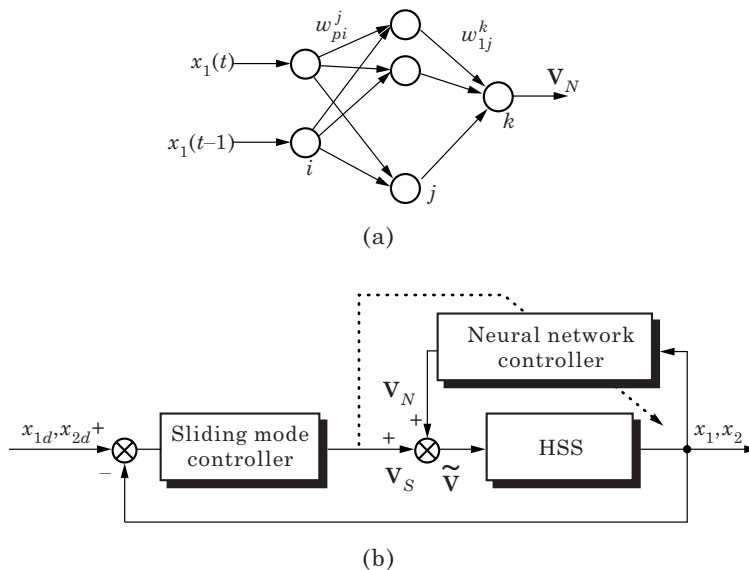 w_{pi}^{j}
w_{1j}^{k}
x_1(t)
V_N
k
x_1(t–1)
i
j
(a)
Neural network
controller
V_N
+
x_{1d},x_{2d} +
Sliding mode
controller
+
HSS
x_1,x_2
–
V_S
Ṽ
(b)